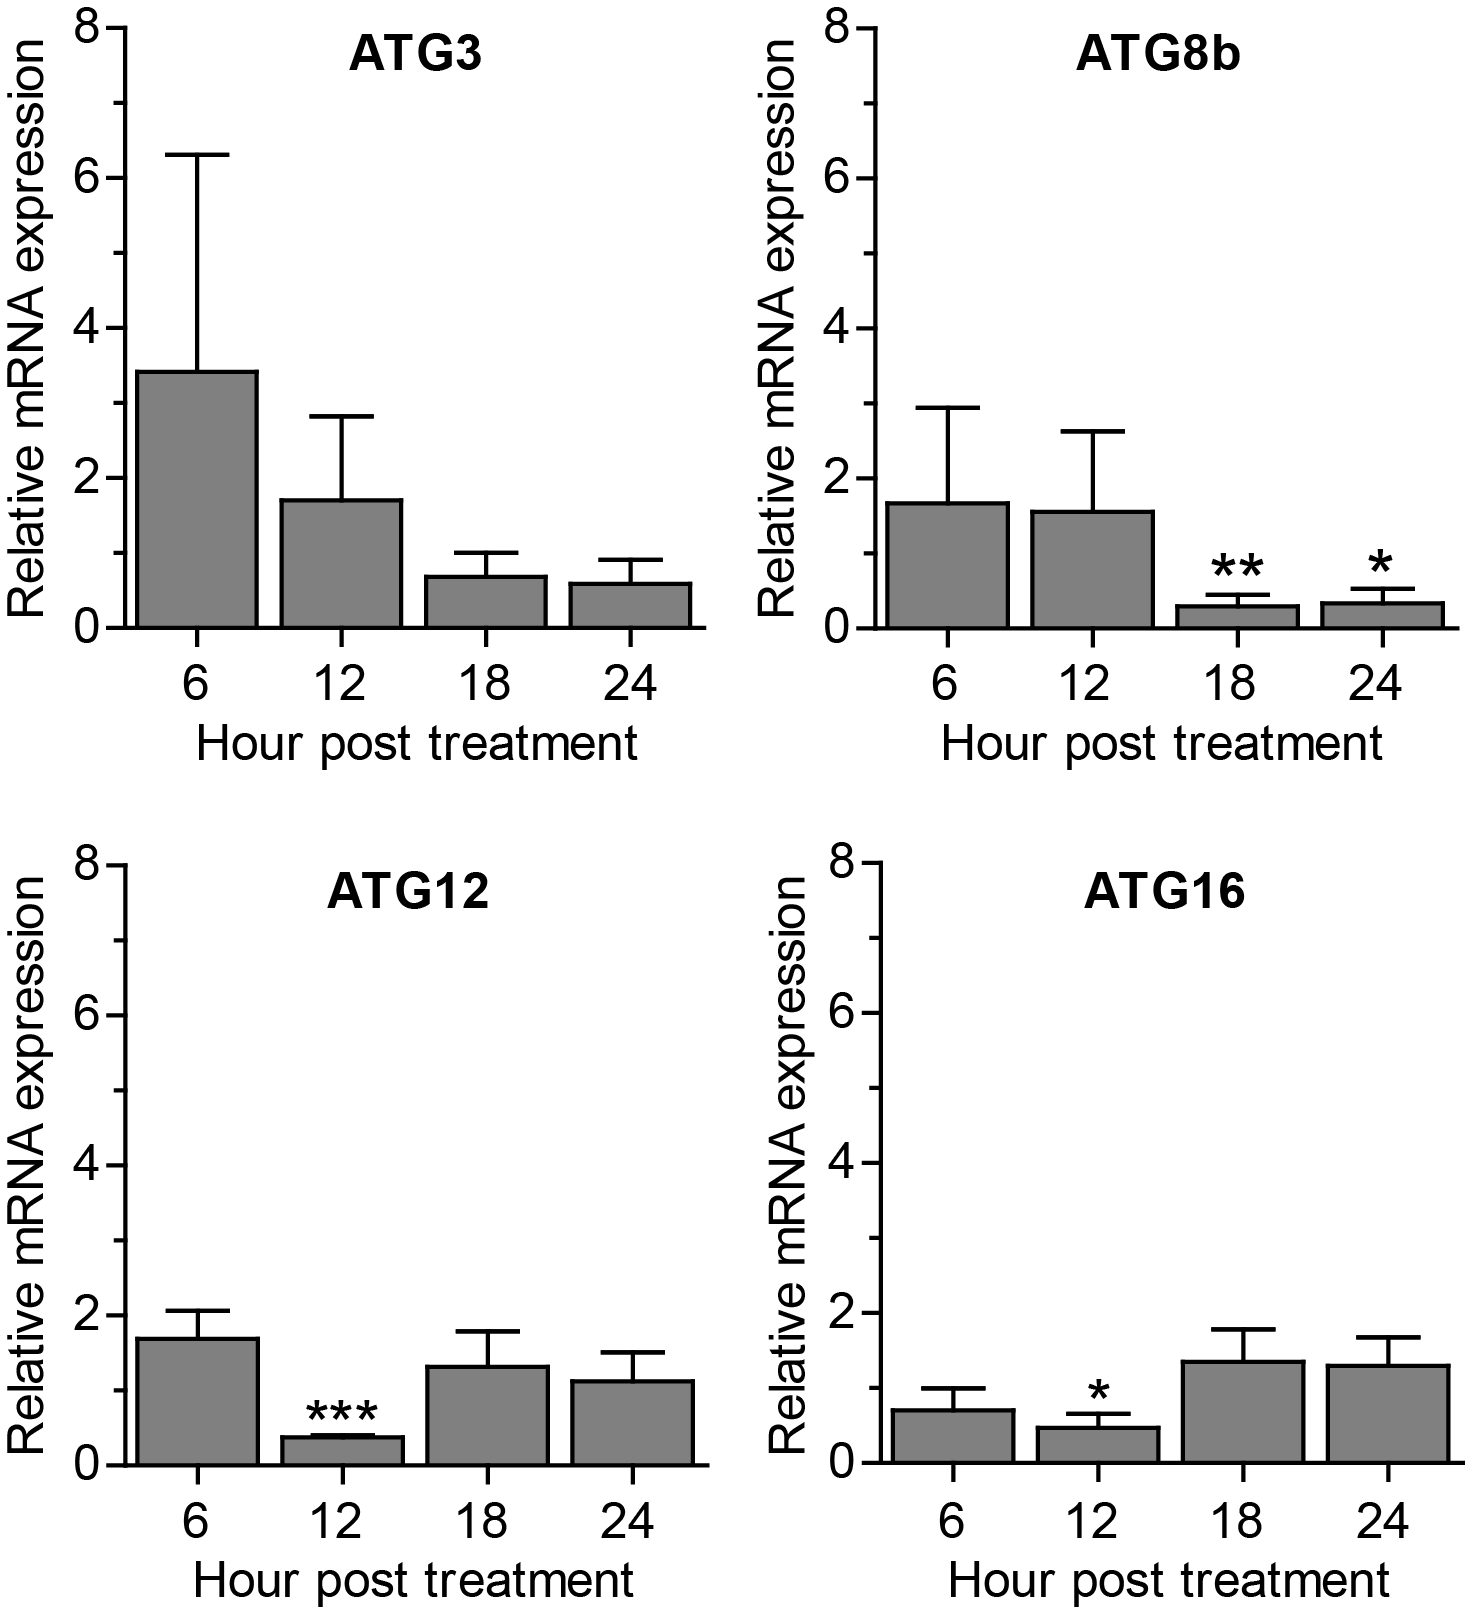 ATG3
Relative mRNA expression
8
6
4
2
0
6 12 18 24
Hour post treatment
ATG8b
Relative mRNA expression
8
6
4
2
0
** *
6 12 18 24
Hour post treatment
ATG12
Relative mRNA expression
8
6
4
2
0
***
6 12 18 24
Hour post treatment
ATG16
Relative mRNA expression
8
6
4
2
0
*
6 12 18 24
Hour post treatment